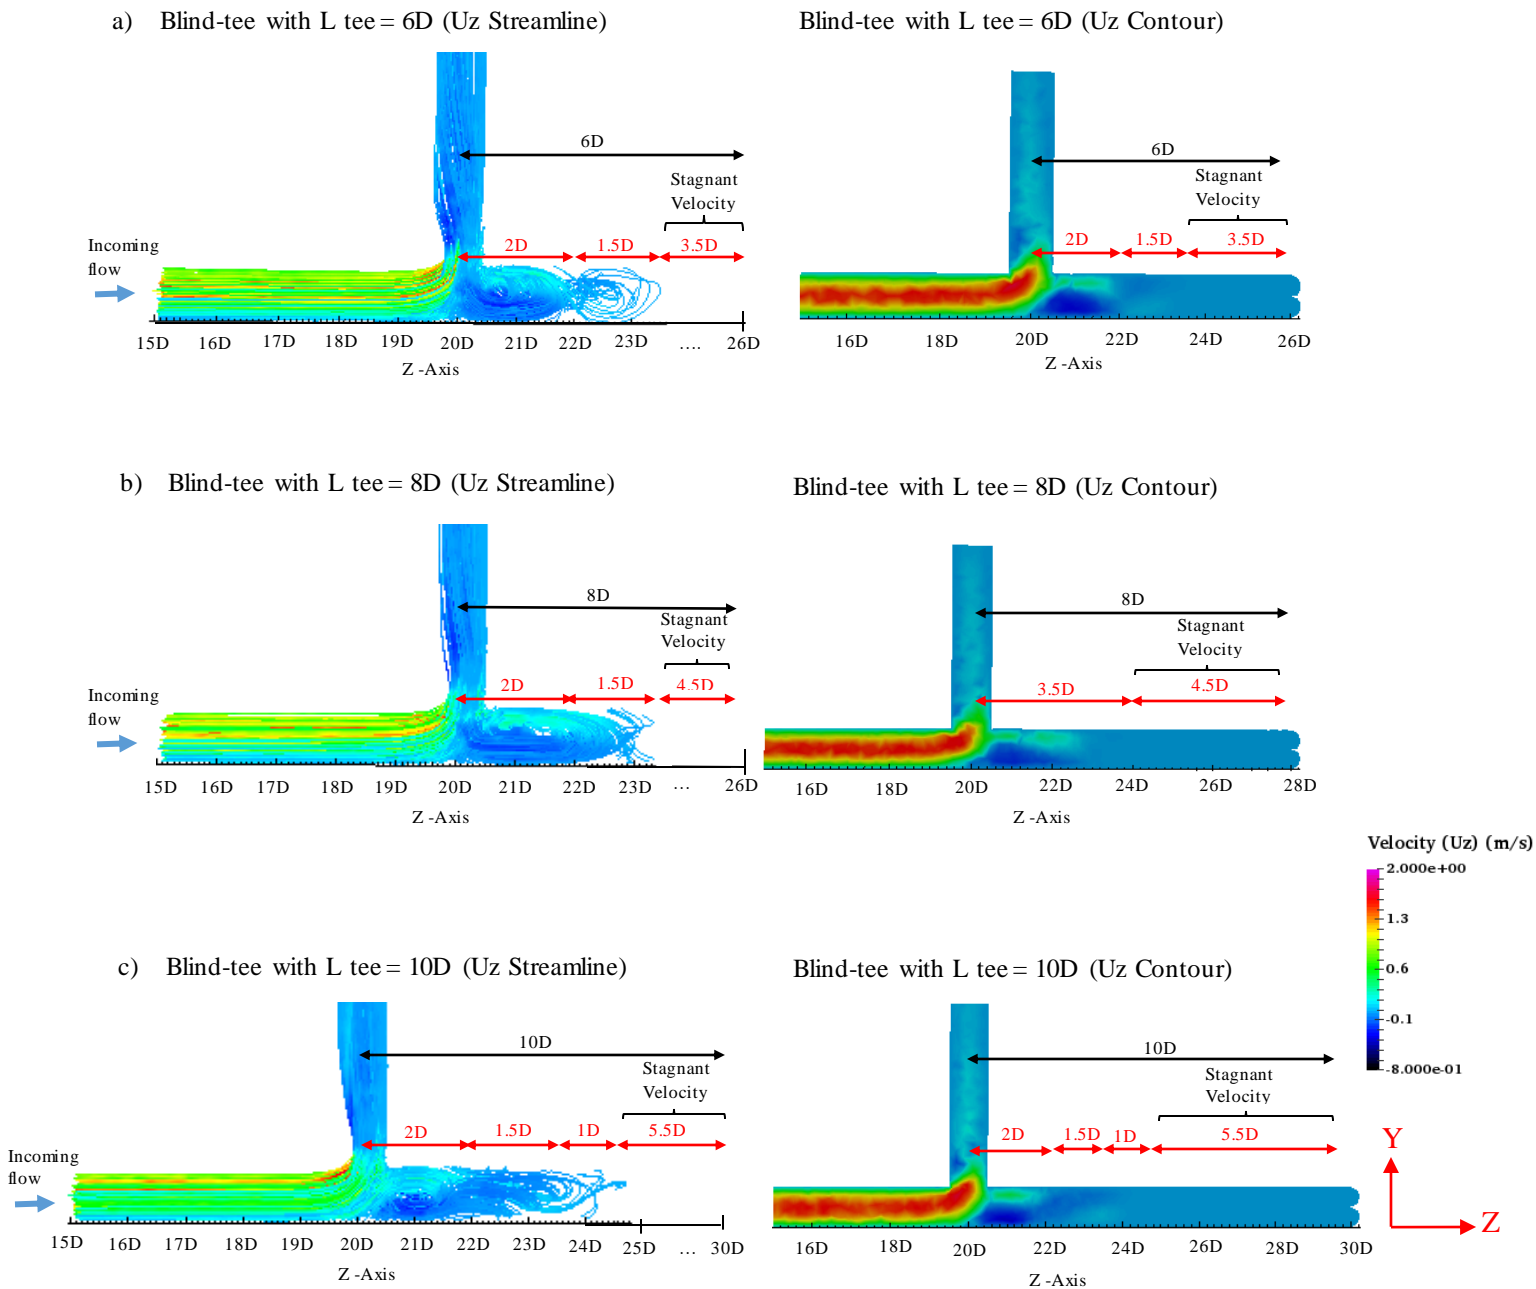 a) Blind-tee with L tee = 6D (Uz Streamline)
Blind-tee with L tee = 6D (Uz Contour)
6D
Stagnant
Velocity
Incoming
flow
2D 1.5D 3.5D
15D 16D 17D 18D 19D 20D 21D 22D 23D .... 26D
Z -Axis
6D
Stagnant
Velocity
2D 1.5D 3.5D
16D 18D 20D 22D 24D 26D
Z -Axis
b) Blind-tee with L tee = 8D (Uz Streamline)
Blind-tee with L tee = 8D (Uz Contour)
8D
Stagnant
Velocity
Incoming
flow
2D 1.5D 4.5D
15D 16D 17D 18D 19D 20D 21D 22D 23D ... 26D
Z -Axis
8D
Stagnant
Velocity
3.5D 4.5D
16D 18D 20D 22D 24D 26D 28D
Z -Axis
Velocity (Uz) (m/s)
2.000e+00
1.3
0.6
-0.1
-8.000e-01
c) Blind-tee with L tee = 10D (Uz Streamline)
Blind-tee with L tee = 10D (Uz Contour)
10D
Stagnant
Velocity
Incoming
flow
2D 1.5D 1D 5.5D
15D 16D 17D 18D 19D 20D 21D 22D 23D 24D 25D ... 30D
Z -Axis
10D
Stagnant
Velocity
2D 1.5D 1D 5.5D
16D 18D 20D 22D 24D 26D 28D 30D
Z -Axis
Y
Z